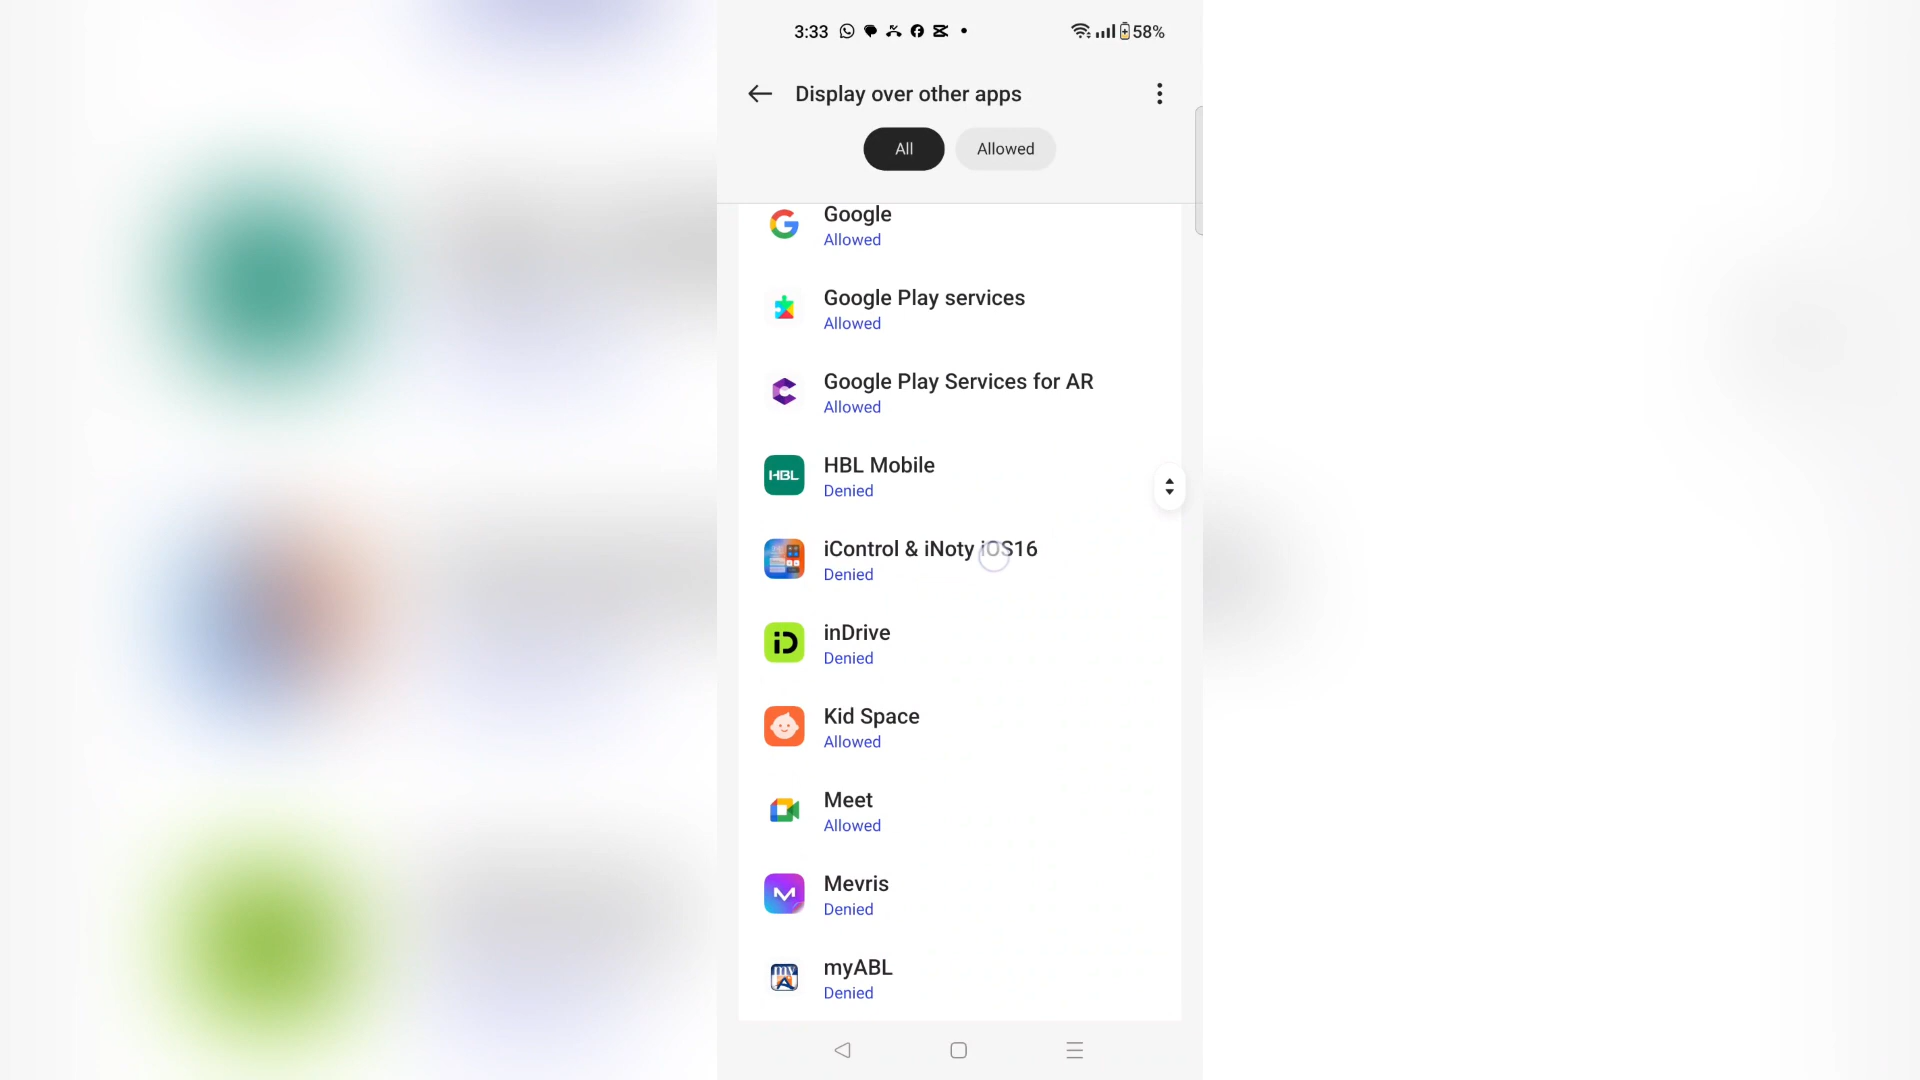 3:33
58%
Display over other apps
All
Allowed
Google
Allowed
Google Play services
Allowed
Google Play Services for AR
Allowed
HBL
HBL Mobile
Denied
iControl & iNoty iOS16
Denied
iD
inDrive
Denied
Kid Space
Allowed
Meet
Allowed
Mevris
Denied
my A
myABL
Denied